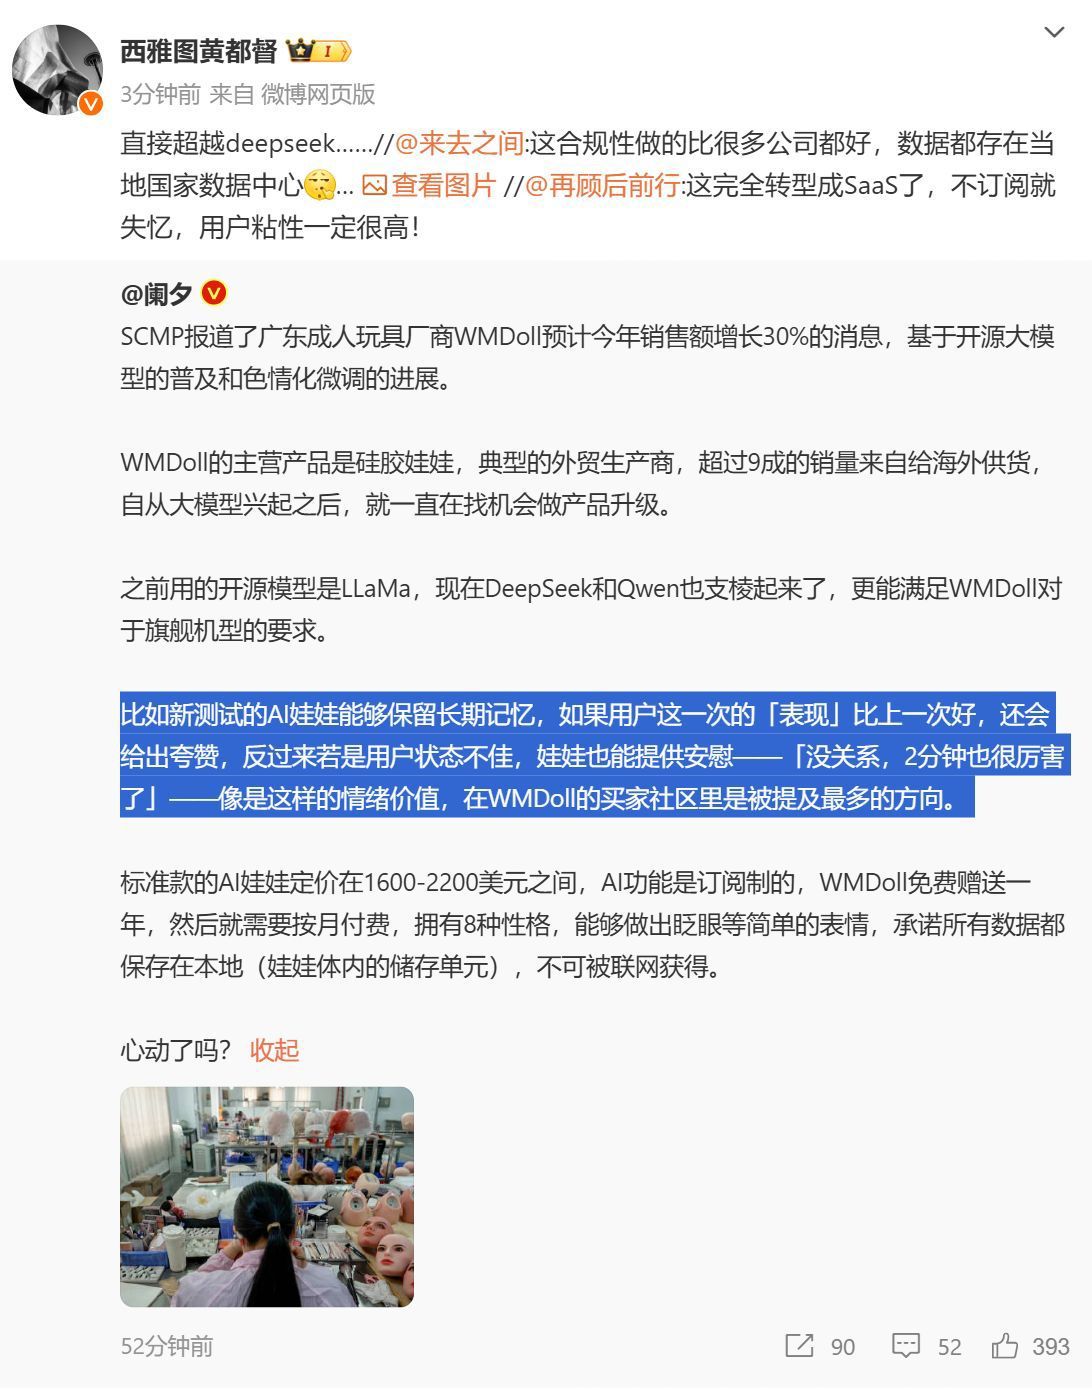 西雅图黄都督 I
3分钟前 来自 微博网页版
直接超越deepseek……//@来去之间:这合规性做的比很多公司都好，数据都存在当
地国家数据中心... 查看图片 //@再顾后前行:这完全转型成SaaS了，不订阅就
失忆，用户粘性一定很高！
@阑夕
SCMP报道了广东成人玩具厂商WMDoll预计今年销售额增长30%的消息，基于开源大模
型的普及和色情化微调的进展。
WMDoll的主营产品是硅胶娃娃，典型的外贸生产商，超过9成的销量来自给海外供货，
自从大模型兴起之后，就一直在找机会做产品升级。
之前用的开源模型是LLaMa，现在DeepSeek和Qwen也支棱起来了，更能满足WMDoll对
于旗舰机型的要求。
比如新测试的AI娃娃能够保留长期记忆，如果用户这一次的「表现」比上一次好，还会
给出夸赞，反过来若是用户状态不佳，娃娃也能提供安慰——「没关系，2分钟也很厉害
了」——像是这样的情绪价值，在WMDoll的买家社区里是被提及最多的方向。
标准款的AI娃娃定价在1600-2200美元之间，AI功能是订阅制的，WMDoll免费赠送一
年，然后就需要按月付费，拥有8种性格，能够做出眨眼等简单的表情，承诺所有数据都
保存在本地（娃娃体内的储存单元），不可被联网获得。
心动了吗？ 收起
52分钟前 90 52 393